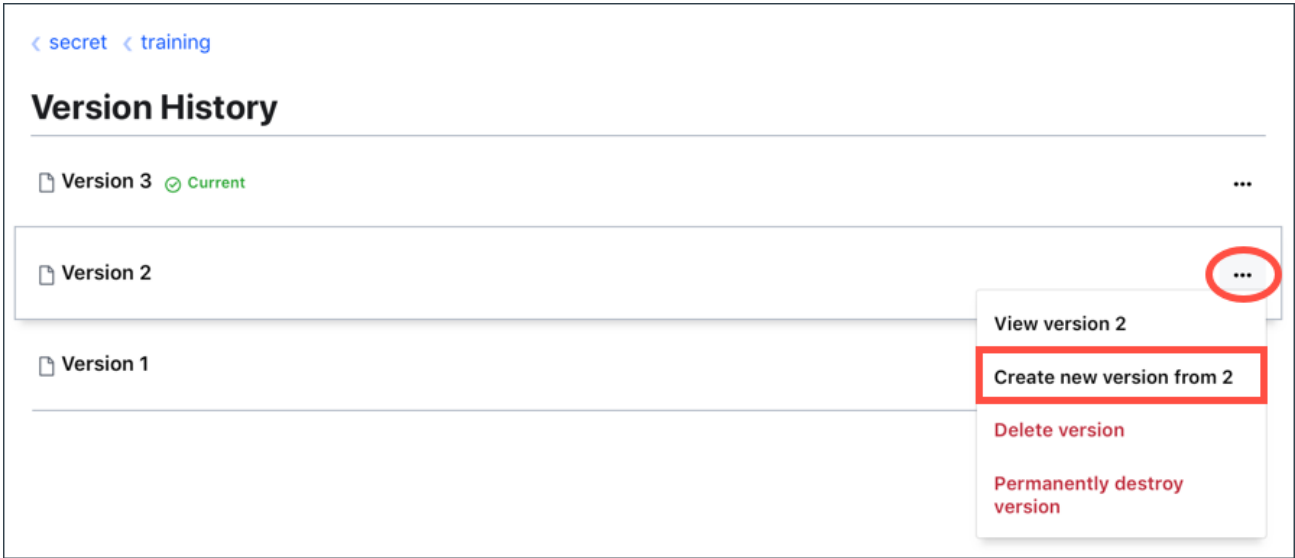 secret training
Version History
Version 3 Current
Version 2
View version 2
Version 1
Create new version from 2
Delete version
Permanently destroy
version